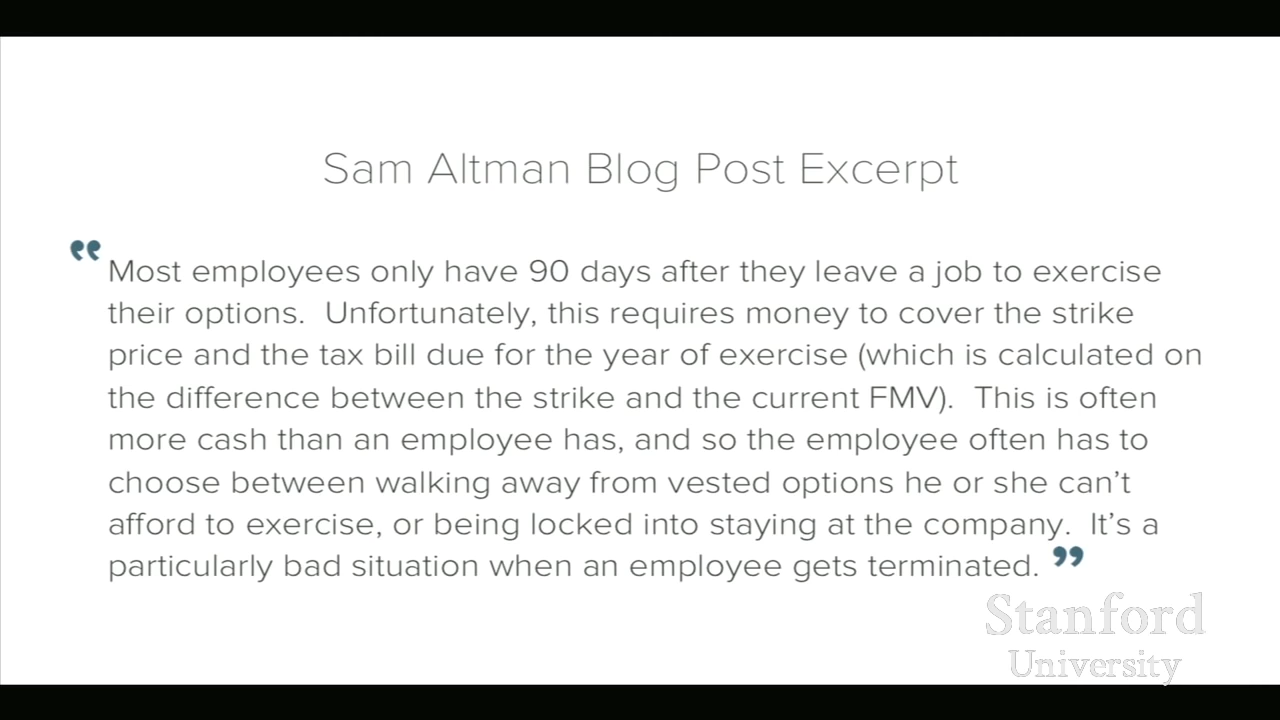 Sam Altman Blog Post Excerpt
“Most employees only have 90 days after they leave a job to exercise
their options.  Unfortunately, this requires money to cover the strike
price and the tax bill due for the year of exercise (which is calculated on
the difference between the strike and the current FMV).  This is often
more cash than an employee has, and so the employee often has to
choose between walking away from vested options he or she can’t
afford to exercise, or being locked into staying at the company.  It’s a
particularly bad situation when an employee gets terminated. ”
Stanford
University